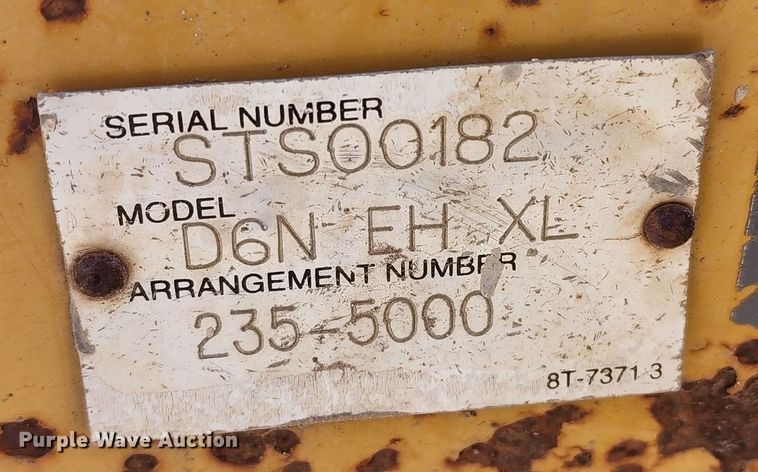 SERIAL NUMBER
STS00182
MODEL
D6N EH XL
ARRANGEMENT NUMBER
235-5000
8T-7371 3
Purple Wave Auction